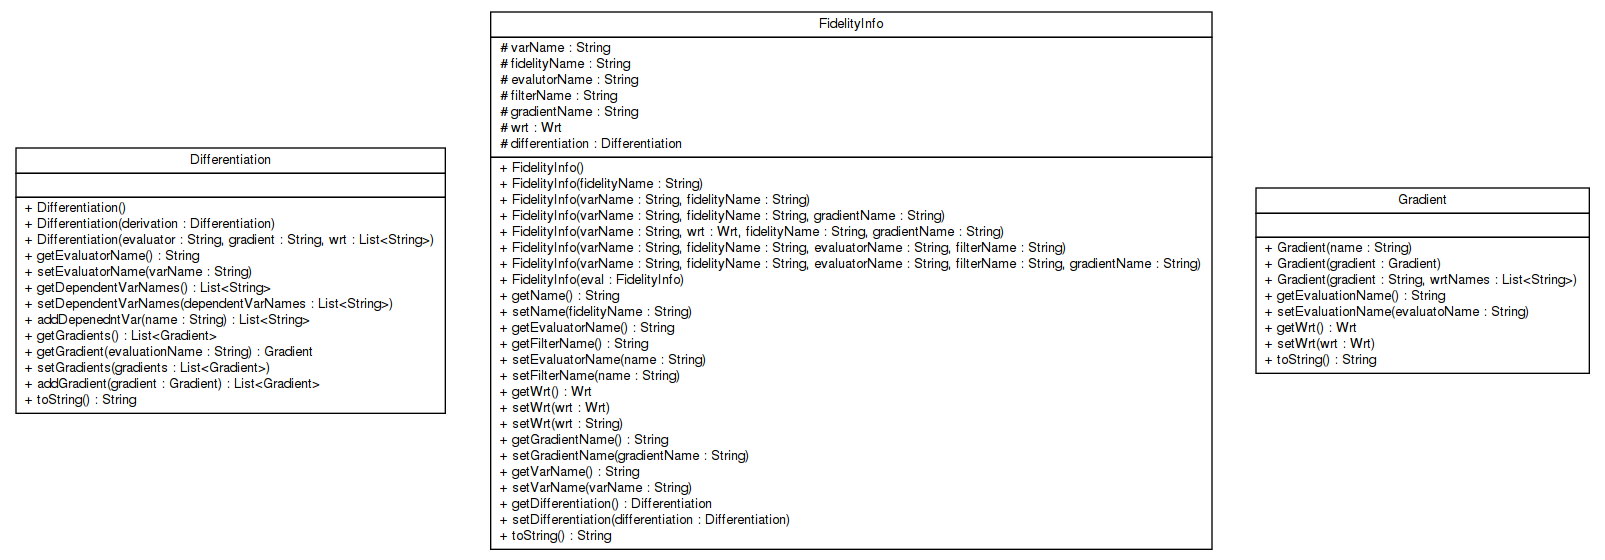 Differentiation
+ Differentiation()
+ Differentiation(derivation : Differentiation)
+ Differentiation(evaluator : String, gradient : String, wrt : List<String>)
+ getEvaluatorName() : String
+ setEvaluatorName(varName : String)
+ getDependentVarNames() : List<String>
+ setDependentVarNames(dependentVarNames : List<String>)
+ addDepenedntVar(name : String) : List<String>
+ getGradients() : List<Gradient>
+ getGradient(evaluationName : String) : Gradient
+ setGradients(gradients : List<Gradient>)
+ addGradient(gradient : Gradient) : List<Gradient>
+ toString() : String
FidelityInfo
# varName : String
# fidelityName : String
# evalutorName : String
# filterName : String
# gradientName : String
# wrt : Wrt
# differentiation : Differentiation
+ FidelityInfo()
+ FidelityInfo(fidelityName : String)
+ FidelityInfo(varName : String, fidelityName : String)
+ FidelityInfo(varName : String, fidelityName : String, gradientName : String)
+ FidelityInfo(varName : String, wrt : Wrt, fidelityName : String, gradientName : String)
+ FidelityInfo(varName : String, fidelityName : String, evaluatorName : String, filterName : String)
+ FidelityInfo(varName : String, fidelityName : String, evaluatorName : String, filterName : String, gradientName : String)
+ FidelityInfo(eval : FidelityInfo)
+ getName() : String
+ setName(fidelityName : String)
+ getEvaluatorName() : String
+ getFilterName() : String
+ setEvaluatorName(name : String)
+ setFilterName(name : String)
+ getWrt() : Wrt
+ setWrt(wrt : Wrt)
+ setWrt(wrt : String)
+ getGradientName() : String
+ setGradientName(gradientName : String)
+ getVarName() : String
+ setVarName(varName : String)
+ getDifferentiation() : Differentiation
+ setDifferentiation(differentiation : Differentiation)
+ toString() : String
Gradient
+ Gradient(name : String)
+ Gradient(gradient : Gradient)
+ Gradient(gradient : String, wrtNames : List<String>)
+ getEvaluationName() : String
+ setEvaluationName(evaluatoName : String)
+ getWrt() : Wrt
+ setWrt(wrt : Wrt)
+ toString() : String